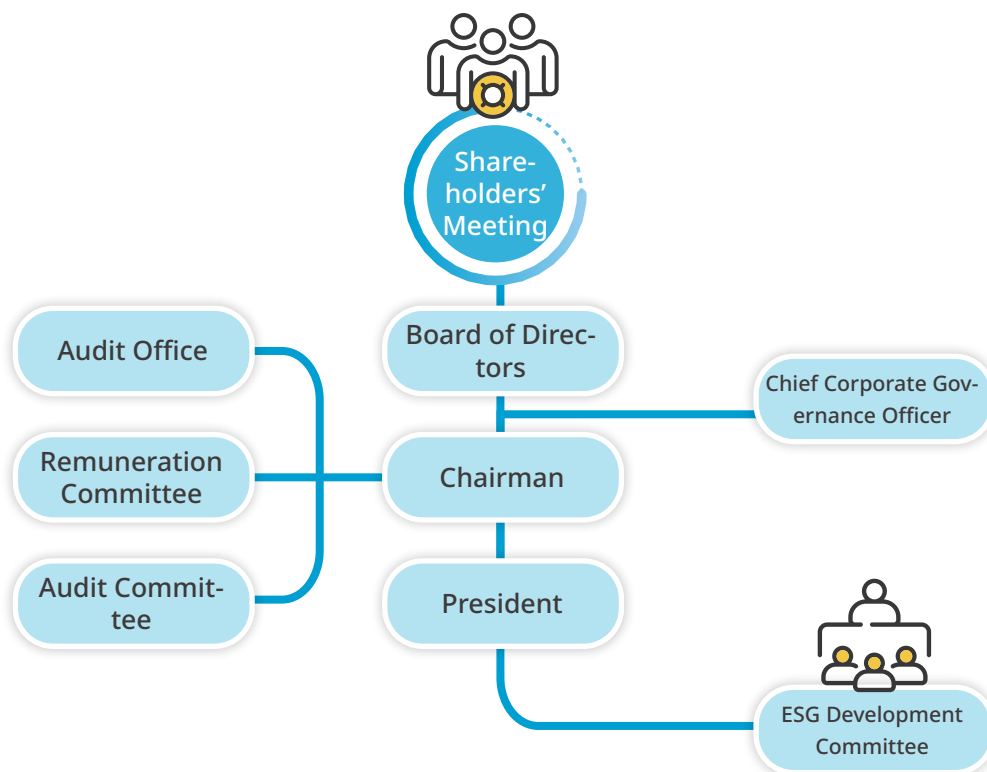 Share-
holders’
Meeting
Board of Direc-
tors
Audit Office
Chief Corporate Gov-
ernance Officer
Remuneration
Committee
Chairman
Audit Commit-
tee
President
ESG Development
Committee